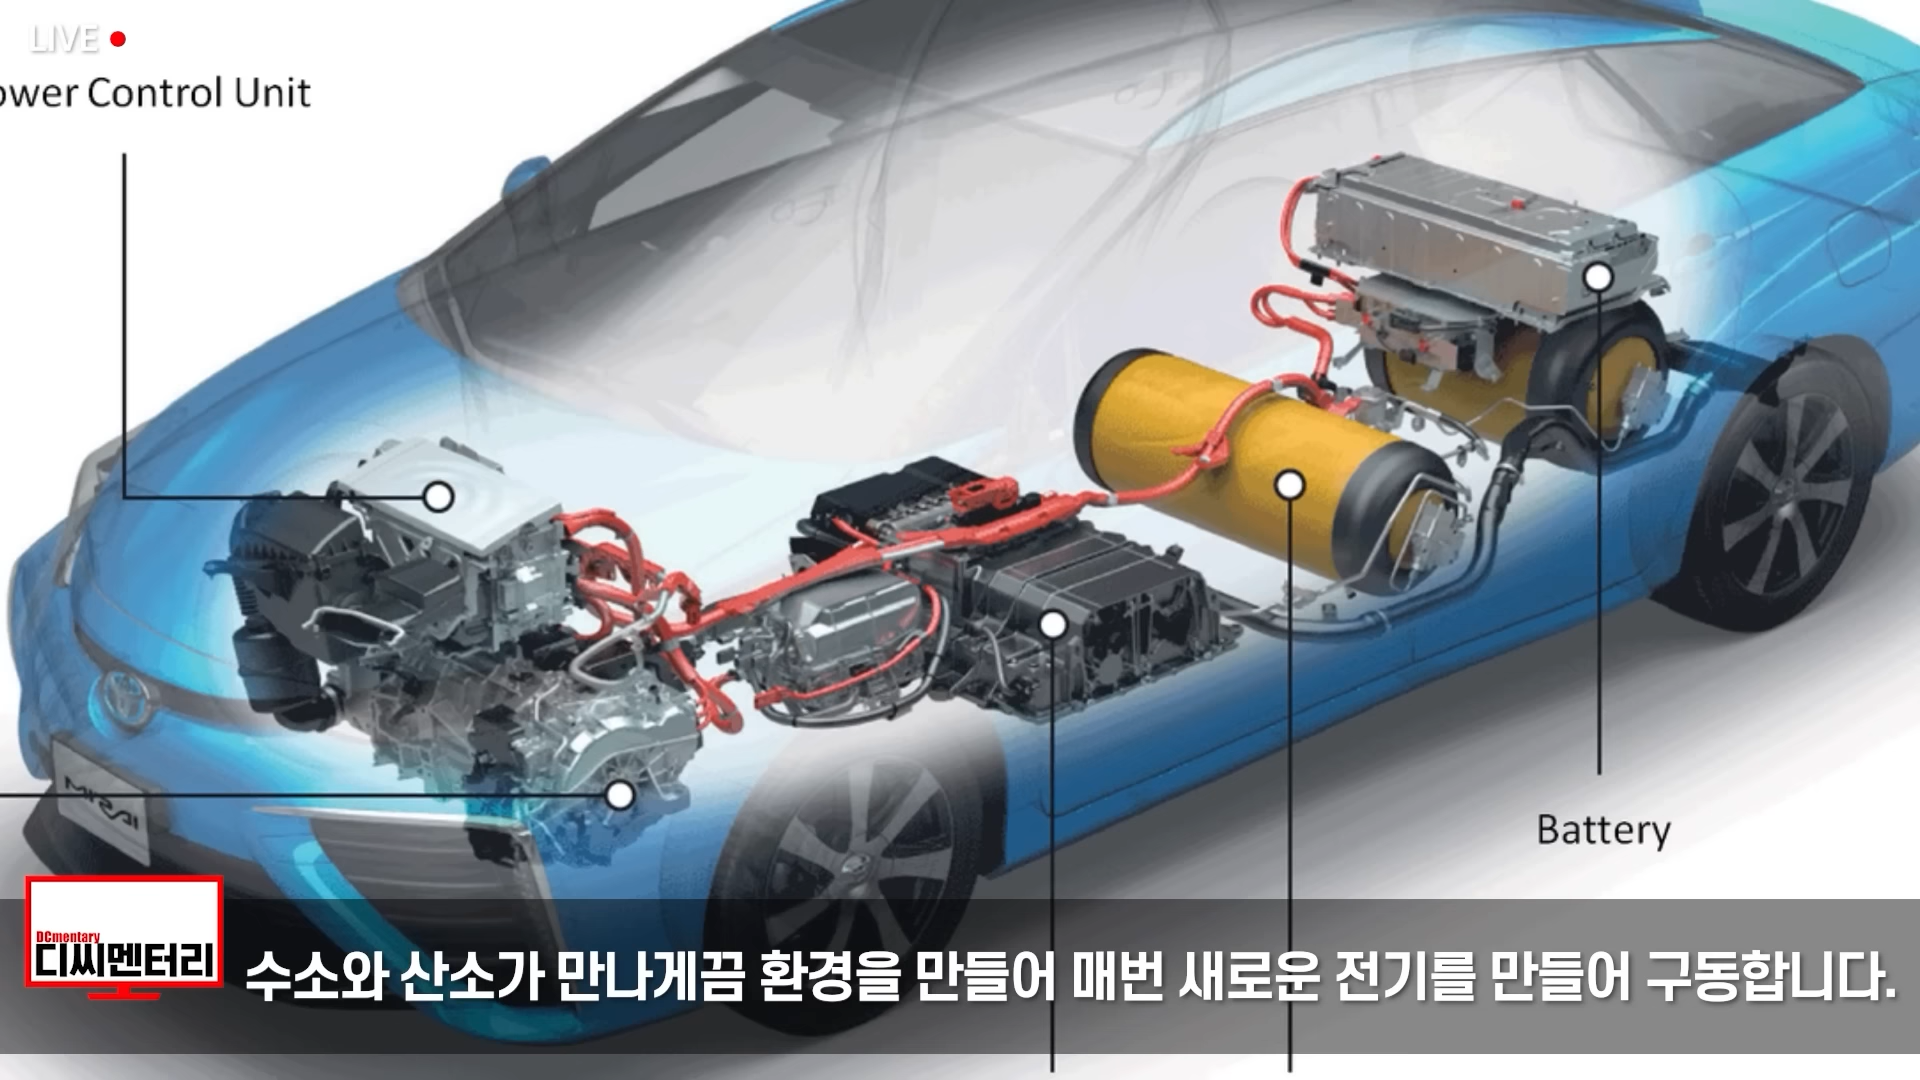 LIVE
ower Control Unit
MIRAI
Battery
DCmentary
디씨멘터리
수소와 산소가 만나게끔 환경을 만들어 매번 새로운 전기를 만들어 구동합니다.